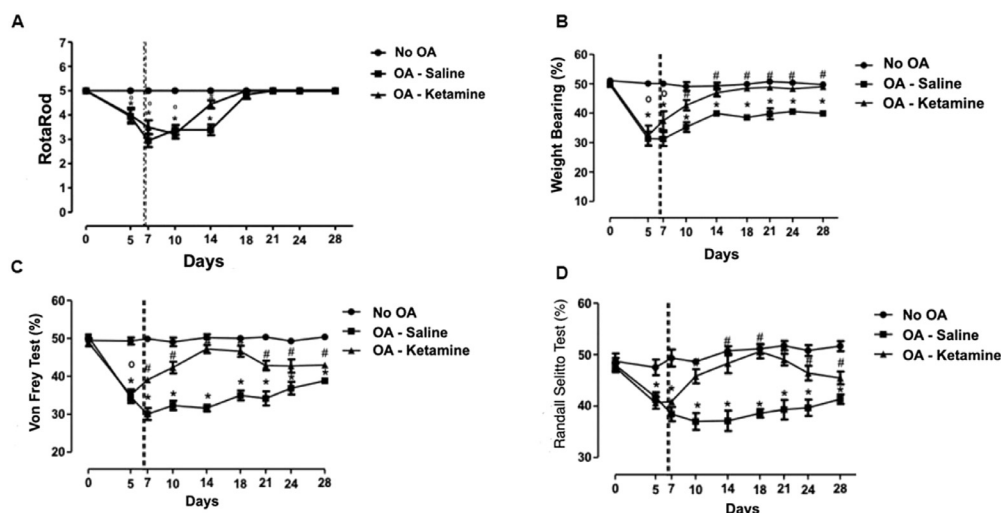 A
RotaRod
7
6
5
4
3
2
1
0
0 5 7 10 14 18 21 24 28
Days
No OA
OA - Saline
OA - Ketamine
* ° * ° * ° *
B
Weight Bearing (%)
60
50
40
30
20
10
0 5 7 10 14 18 21 24 28
Days
No OA
OA - Saline
OA - Ketamine
# # # # # #
o o
* * * * * * * *
C
Von Frey Test (%)
60
50
40
30
20
0 5 7 10 14 18 21 24 28
Days
No OA
OA - Saline
OA - Ketamine
# # # # #
o
* * * * * * * *
D
Randall Selitto Test (%)
60
50
40
30
0 5 7 10 14 18 21 24 28
Days
No OA
OA - Saline
OA - Ketamine
# # # #
* * * * * * * *